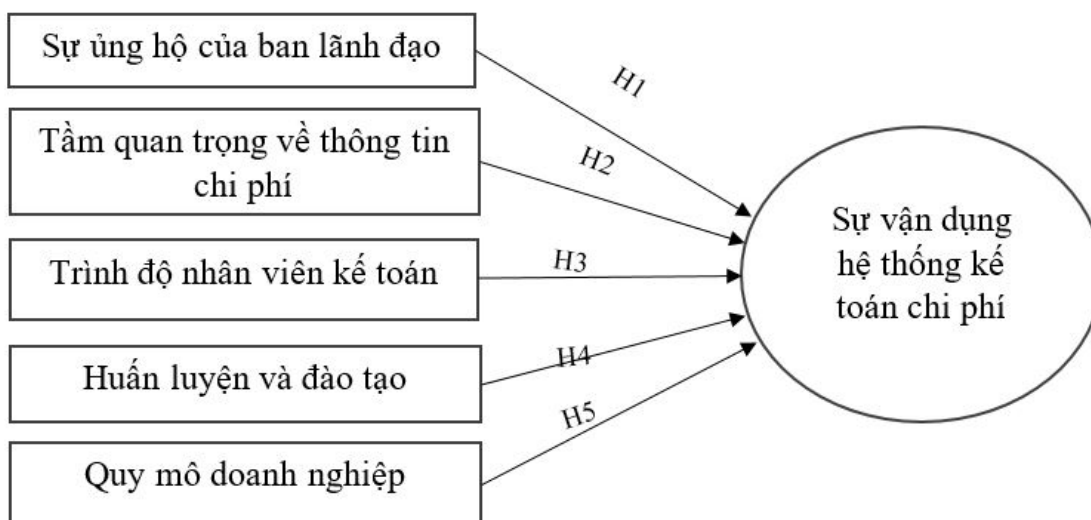 Sự ủng hộ của ban lãnh đạo
H1
Tầm quan trọng về thông tin
chi phí
H2
Trình độ nhân viên kế toán
H3
Huấn luyện và đào tạo
H4
Quy mô doanh nghiệp
H5
Sự vận dụng
hệ thống kế
toán chi phí